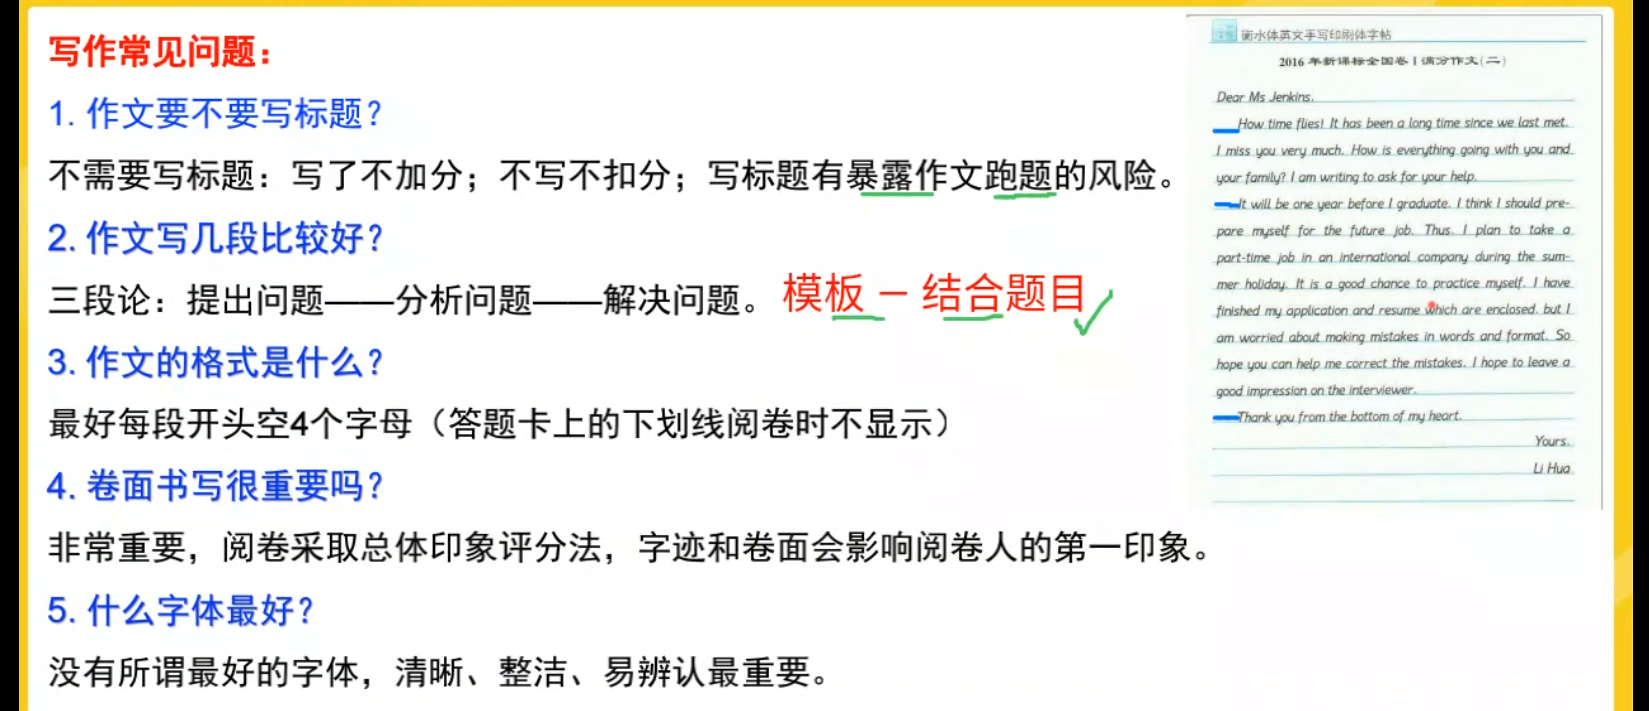 写作常见问题：
1. 作文要不要写标题？
不需要写标题：写了不加分；不写不扣分；写标题有暴露作文跑题的风险。
2. 作文写几段比较好？
三段论：提出问题——分析问题——解决问题。 模板 – 结合题目
3. 作文的格式是什么？
最好每段开头空4个字母（答题卡上的下划线阅卷时不显示）
4. 卷面书写很重要吗？
非常重要，阅卷采取总体印象评分法，字迹和卷面会影响阅卷人的第一印象。
5. 什么字体最好？
没有所谓最好的字体，清晰、整洁、易辨认最重要。
衡水体英文手写印刷体字帖
2016 年新课标全国卷 I 满分作文(二)
Dear Ms Jenkins,
How time flies! It has been a long time since we last met.
I miss you very much. How is everything going with you and
your family? I am writing to ask for your help.
It will be one year before I graduate. I think I should pre-
pare myself for the future job. Thus, I plan to take a
part-time job in an international company during the sum-
mer holiday. It is a good chance to practice myself. I have
finished my application and resume which are enclosed, but I
am worried about making mistakes in words and format. So
hope you can help me correct the mistakes. I hope to leave a
good impression on the interviewer.
Thank you from the bottom of my heart.
Yours,
Li Hua